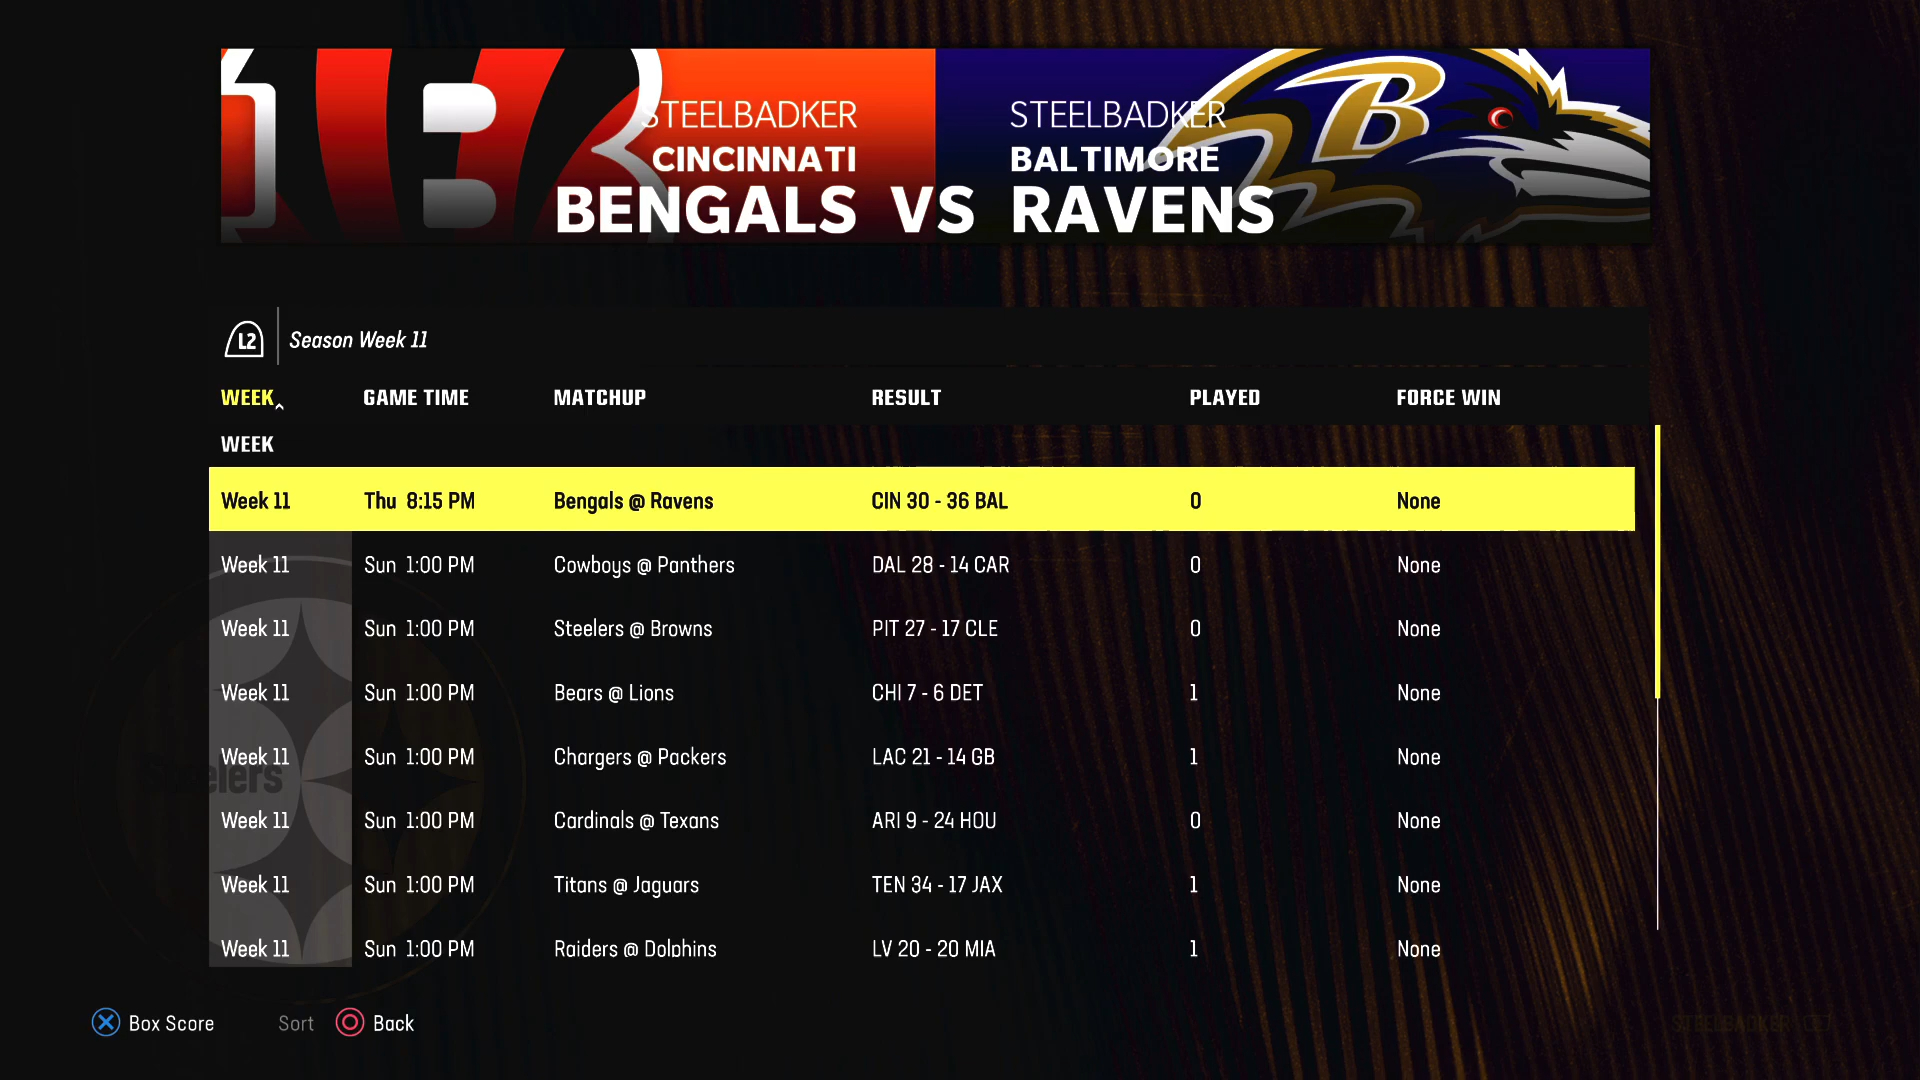 STEELBADKER
CINCINNATI
BENGALS VS RAVENS
STEELBADKER
BALTIMORE
L2 Season Week 11
WEEK GAME TIME MATCHUP RESULT PLAYED FORCE WIN
WEEK
Week 11 Thu 8:15 PM Bengals @ Ravens CIN 30 - 36 BAL 0 None
Week 11 Sun 1:00 PM Cowboys @ Panthers DAL 28 - 14 CAR 0 None
Week 11 Sun 1:00 PM Steelers @ Browns PIT 27 - 17 CLE 0 None
Week 11 Sun 1:00 PM Bears @ Lions CHI 7 - 6 DET 1 None
Week 11 Sun 1:00 PM Chargers @ Packers LAC 21 - 14 GB 1 None
Week 11 Sun 1:00 PM Cardinals @ Texans ARI 9 - 24 HOU 0 None
Week 11 Sun 1:00 PM Titans @ Jaguars TEN 34 - 17 JAX 1 None
Week 11 Sun 1:00 PM Raiders @ Dolphins LV 20 - 20 MIA 1 None
Box Score Sort Back
STEELBADKER